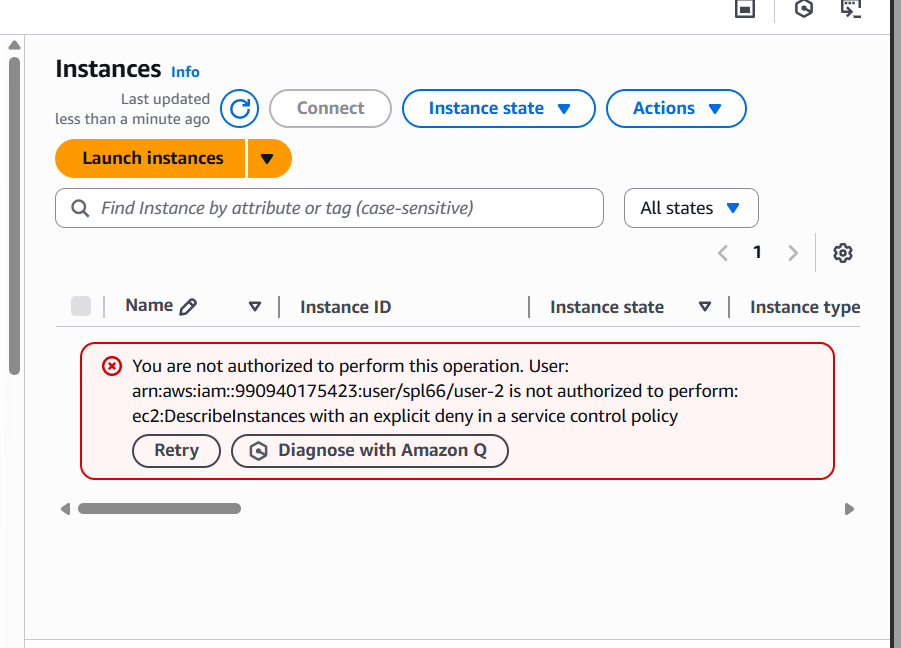 Instances Info
Last updated
less than a minute ago
Connect
Instance state
Actions
Launch instances
Find Instance by attribute or tag (case-sensitive)
All states
1
Name
Instance ID
Instance state
Instance type
You are not authorized to perform this operation. User:
arn:aws:iam::990940175423:user/spl66/user-2 is not authorized to perform:
ec2:DescribeInstances with an explicit deny in a service control policy
Retry
Diagnose with Amazon Q